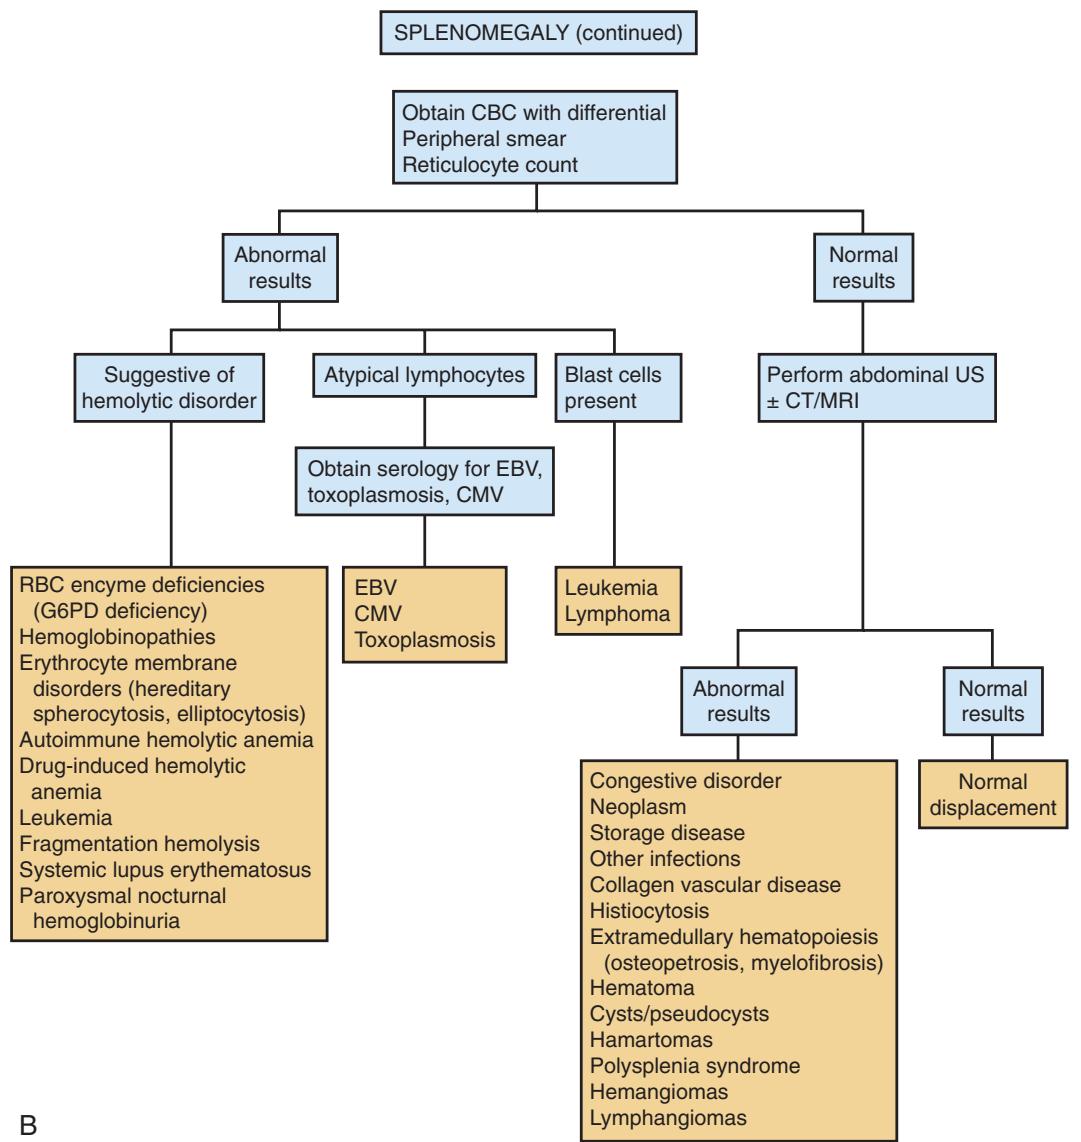 SPLENOMEGALY (continued)
Obtain CBC with differential
Peripheral smear
Reticulocyte count
Abnormal
results
Normal
results
Suggestive of
hemolytic disorder
Atypical lymphocytes
Blast cells
present
Perform abdominal US
± CT/MRI
Obtain serology for EBV,
toxoplasmosis, CMV
RBC enzyme deficiencies
(G6PD deficiency)
Hemoglobinopathies
Erythrocyte membrane
disorders (hereditary
spherocytosis, elliptocytosis)
Autoimmune hemolytic anemia
Drug-induced hemolytic
anemia
Leukemia
Fragmentation hemolysis
Systemic lupus erythematosus
Paroxysmal nocturnal
hemoglobinuria
EBV
CMV
Toxoplasmosis
Leukemia
Lymphoma
Abnormal
results
Normal
results
Congestive disorder
Neoplasm
Storage disease
Other infections
Collagen vascular disease
Histiocytosis
Extramedullary hematopoiesis
(osteopetrosis, myelofibrosis)
Hematoma
Cysts/pseudocysts
Hamartomas
Polysplenia syndrome
Hemangiomas
Lymphangiomas
Normal
displacement
B